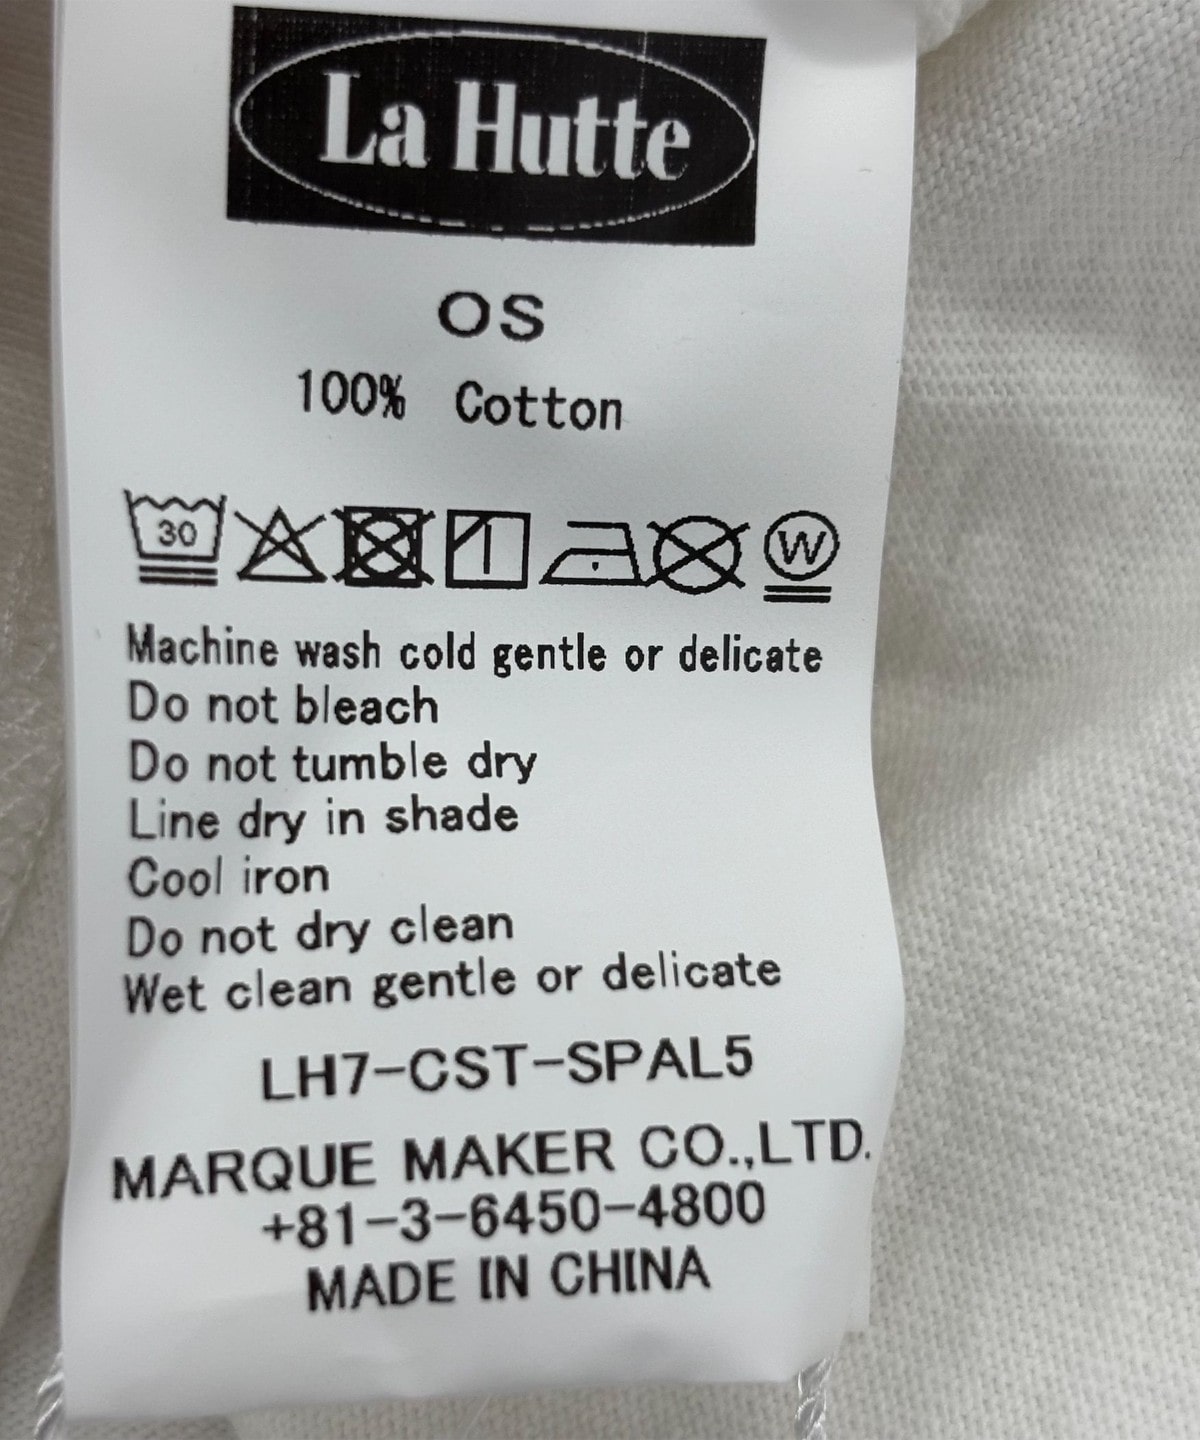 La Hutte
OS
100% Cotton
30
W
Machine wash cold gentle or delicate
Do not bleach
Do not tumble dry
Line dry in shade
Cool iron
Do not dry clean
Wet clean gentle or delicate
LH7-CST-SPAL5
MARQUE MAKER CO.,LTD.
+81-3-6450-4800
MADE IN CHINA